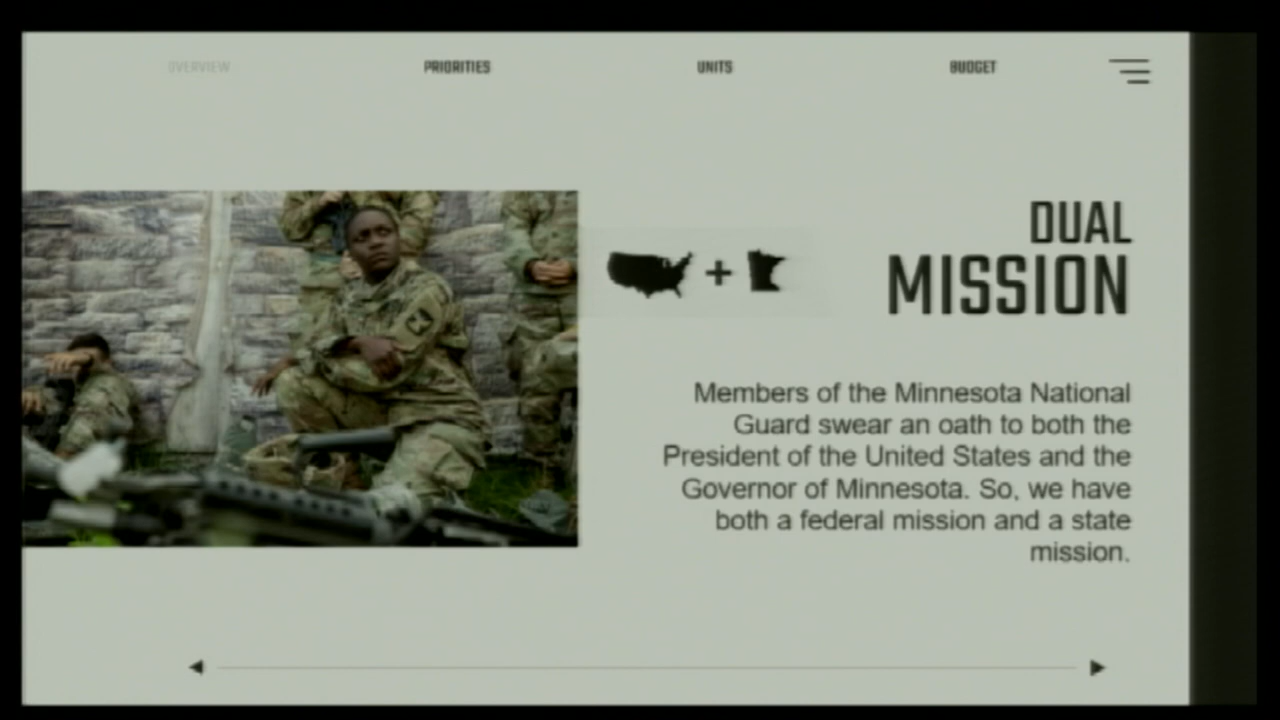 OVERVIEW
PRIORITIES
UNITS
BUDGET
DUAL
MISSION
Members of the Minnesota National
Guard swear an oath to both the
President of the United States and the
Governor of Minnesota. So, we have
both a federal mission and a state
mission.